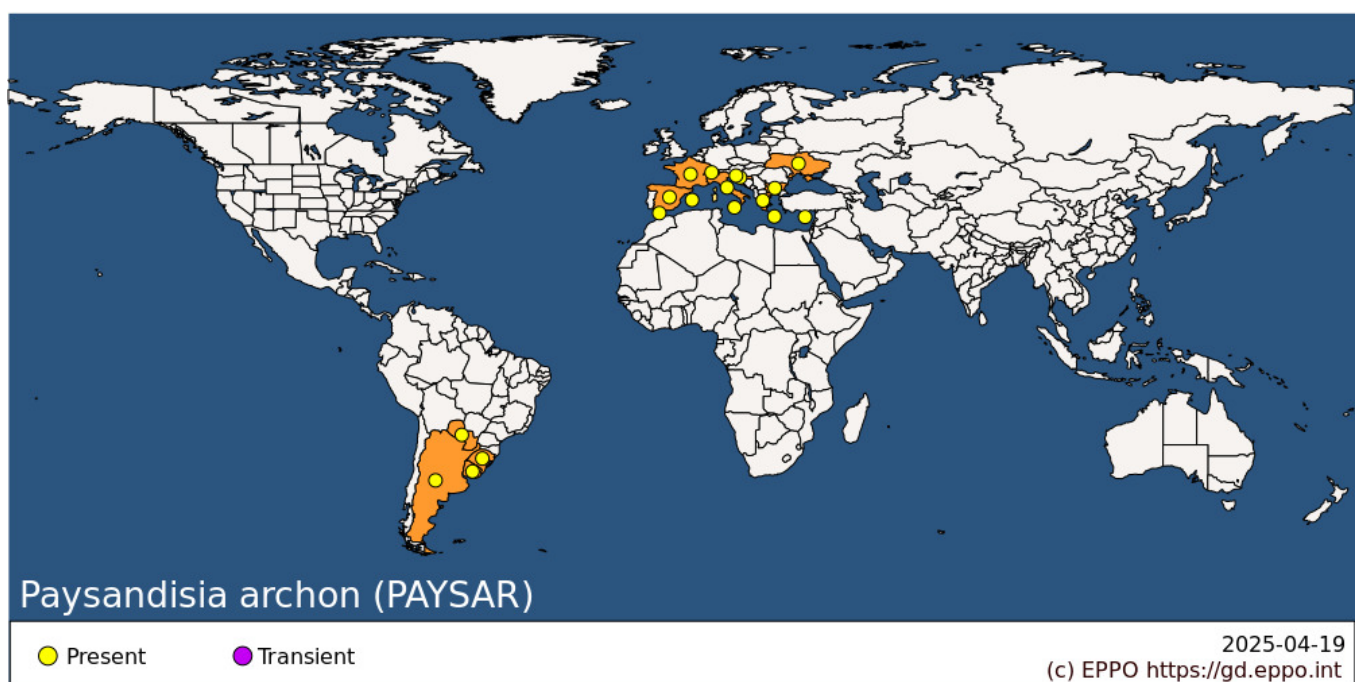 Paysandisia archon (PAYSAR)
Present
Transient
2025-04-19
(c) EPPO https://gd.eppo.int